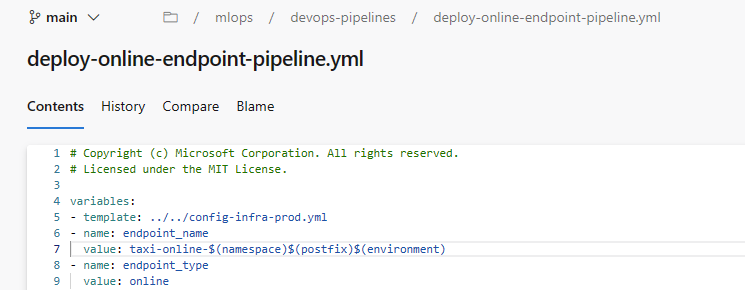 main / mlops / devops-pipelines / deploy-online-endpoint-pipeline.yml
deploy-online-endpoint-pipeline.yml
Contents History Compare Blame
1 # Copyright (c) Microsoft Corporation. All rights reserved.
2 # Licensed under the MIT License.
3
4 variables:
5 - template: ../../config-infra-prod.yml
6 - name: endpoint_name
7   value: taxi-online-$(namespace)$(postfix)$(environment)
8 - name: endpoint_type
9   value: online